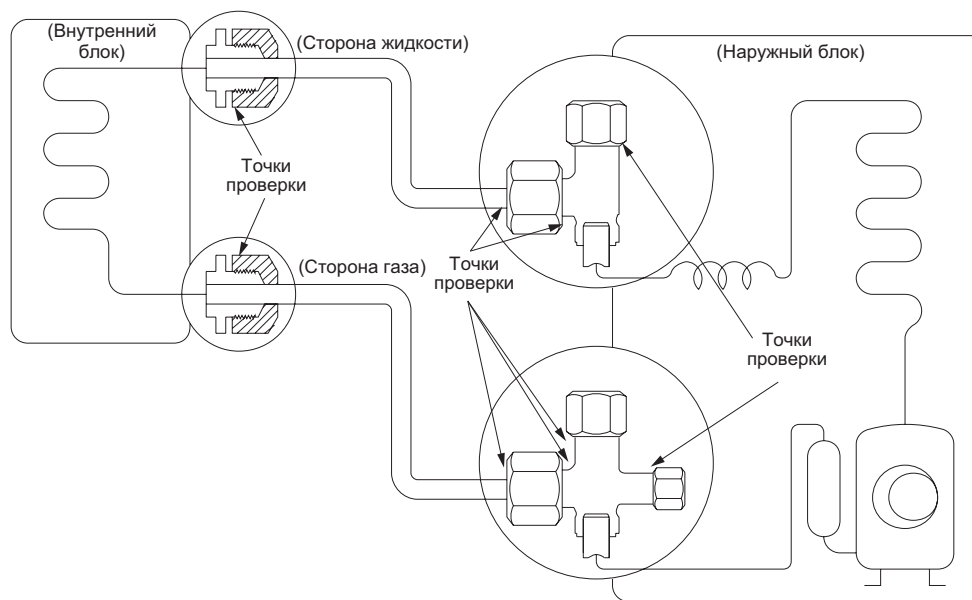 (Внутренний
блок)
(Сторона жидкости)
(Наружный блок)
Точки
проверки
(Сторона газа)
Точки
проверки
Точки
проверки